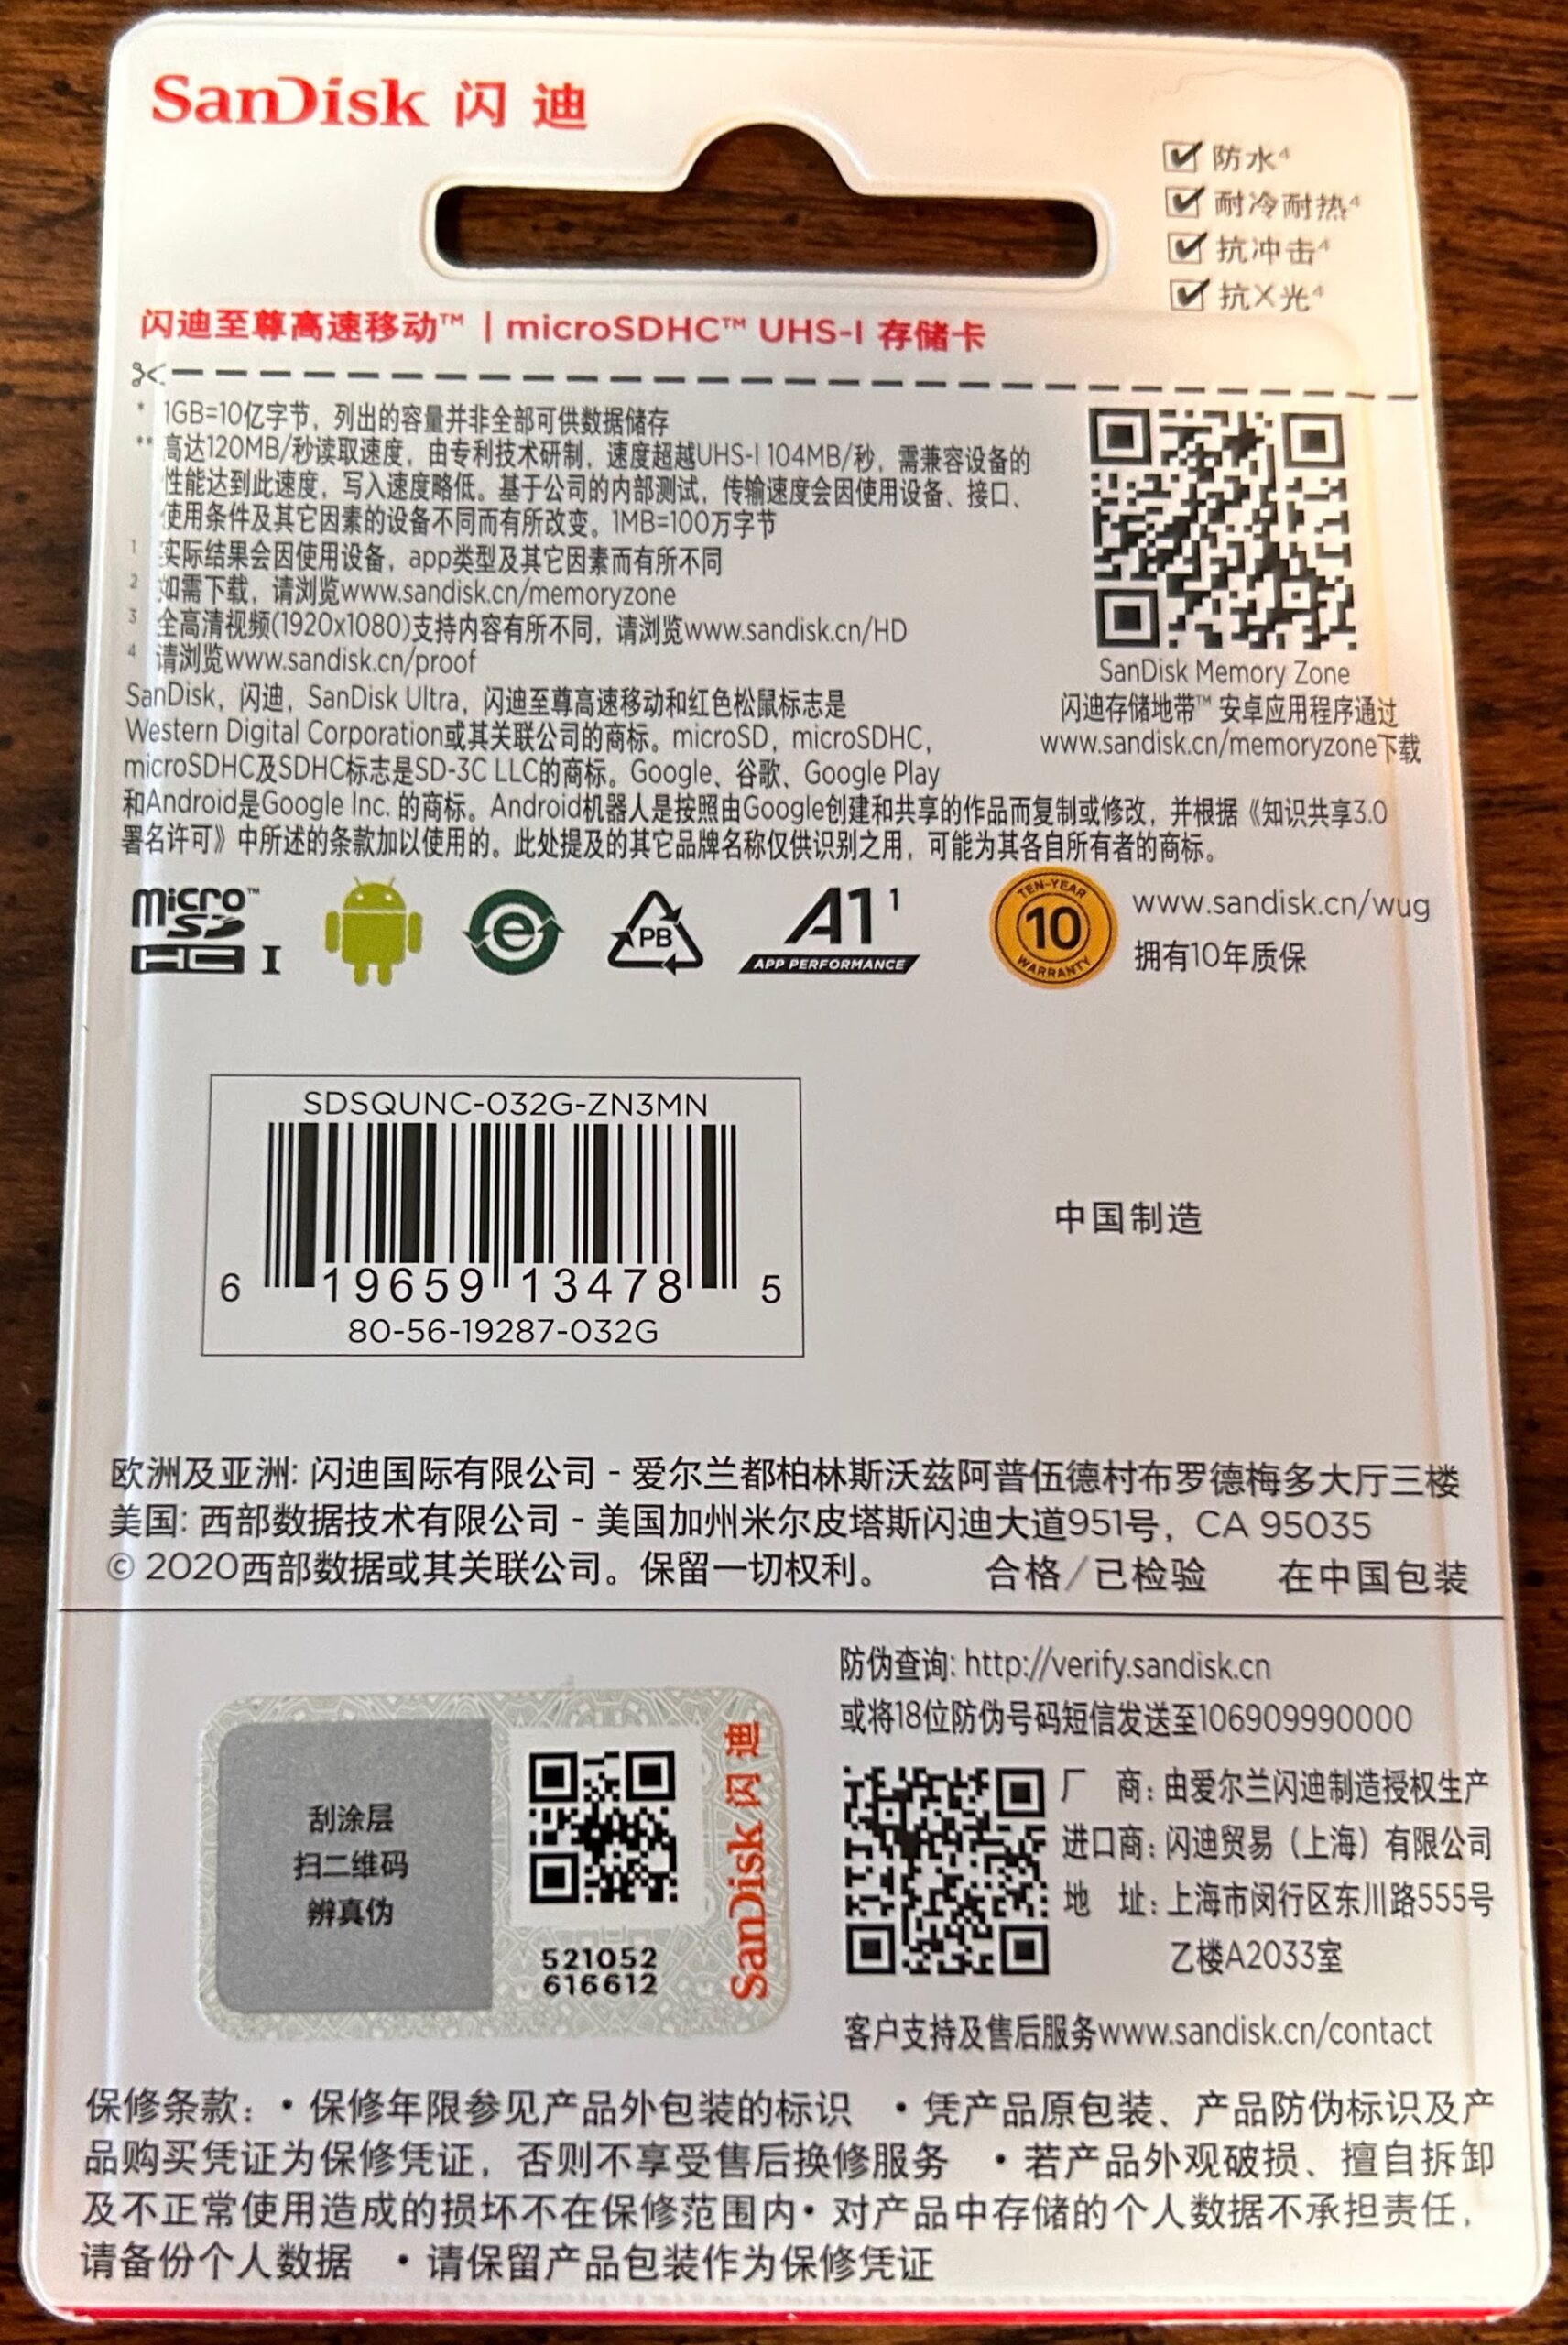 SanDisk 闪迪
防水⁴
耐冷耐热⁴
抗冲击⁴
抗X光⁴
闪迪至尊高速移动™ | microSDHC™ UHS-I 存储卡
* 1GB=10亿字节，列出的容量并非全部可供数据储存
** 高达120MB/秒读取速度，由专利技术研制，速度超越UHS-I 104MB/秒，需兼容设备的
性能达到此速度，写入速度略低。基于公司的内部测试，传输速度会因使用设备、接口、
使用条件及其它因素的设备不同而有所改变。1MB=100万字节
1 实际结果会因使用设备，app类型及其它因素而有所不同
2 如需下载，请浏览www.sandisk.cn/memoryzone
3 全高清视频(1920x1080)支持内容有所不同，请浏览www.sandisk.cn/HD
4 请浏览www.sandisk.cn/proof
SanDisk Memory Zone
闪迪存储地带™ 安卓应用程序通过
www.sandisk.cn/memoryzone下载
SanDisk，闪迪，SanDisk Ultra，闪迪至尊高速移动和红色松鼠标志是
Western Digital Corporation或其关联公司的商标。microSD，microSDHC，
microSDHC及SDHC标志是SD-3C LLC的商标。Google、谷歌、Google Play
和Android是Google Inc. 的商标。Android机器人是按照由Google创建和共享的作品而复制或修改，并根据《知识共享3.0
署名许可》中所述的条款加以使用的。此处提及的其它品牌名称仅供识别之用，可能为其各自所有者的商标。
micro™
SD
HC I
e
PB
A1¹
APP PERFORMANCE
TEN-YEAR
10
WARRANTY
www.sandisk.cn/wug
拥有10年质保
SDSQUNC-032G-ZN3MN
6 19659 13478 5
80-56-19287-032G
中国制造
欧洲及亚洲: 闪迪国际有限公司 - 爱尔兰都柏林斯沃兹阿普伍德村布罗德梅多大厅三楼
美国: 西部数据技术有限公司 - 美国加州米尔皮塔斯闪迪大道951号，CA 95035
© 2020西部数据或其关联公司。保留一切权利。 合格/已检验 在中国包装
防伪查询: http://verify.sandisk.cn
或将18位防伪号码短信发送至106909990000
刮涂层
扫二维码
辨真伪
521052
616612
SanDisk 闪迪
厂 商: 由爱尔兰闪迪制造授权生产
进口商: 闪迪贸易（上海）有限公司
地 址: 上海市闵行区东川路555号
乙楼A2033室
客户支持及售后服务www.sandisk.cn/contact
保修条款: • 保修年限参见产品外包装的标识 • 凭产品原包装、产品防伪标识及产
品购买凭证为保修凭证，否则不享受售后换修服务 • 若产品外观破损、擅自拆卸
及不正常使用造成的损坏不在保修范围内• 对产品中存储的个人数据不承担责任，
请备份个人数据 • 请保留产品包装作为保修凭证